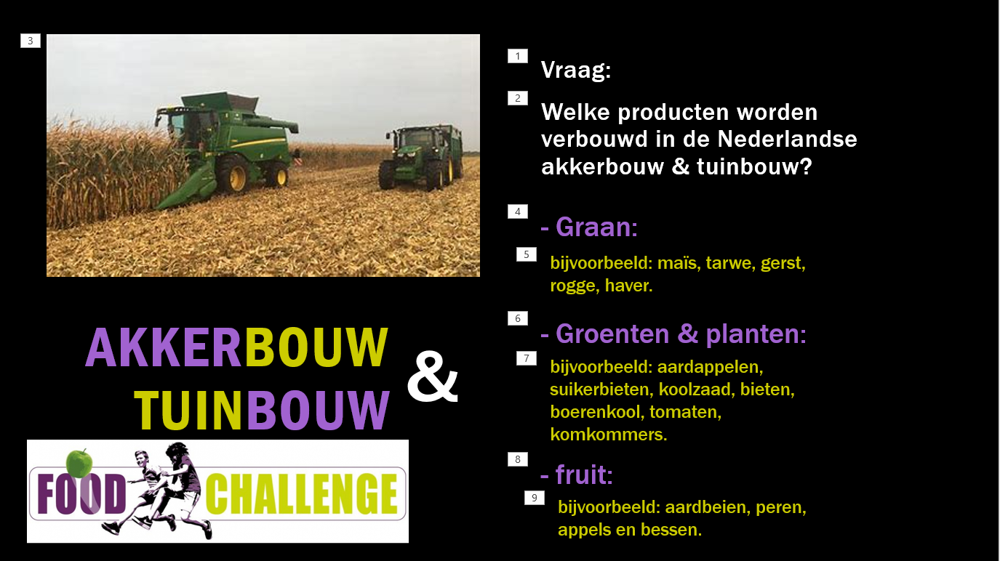 3
AKKERBOUW
&
TUINBOUW
FOOD CHALLENGE
1
Vraag:
2
Welke producten worden
verbouwd in de Nederlandse
akkerbouw & tuinbouw?
4
- Graan:
5
bijvoorbeeld: maïs, tarwe, gerst,
rogge, haver.
6
- Groenten & planten:
7
bijvoorbeeld: aardappelen,
suikerbieten, koolzaad, bieten,
boerenkool, tomaten,
komkommers.
8
- fruit:
9
bijvoorbeeld: aardbeien, peren,
appels en bessen.